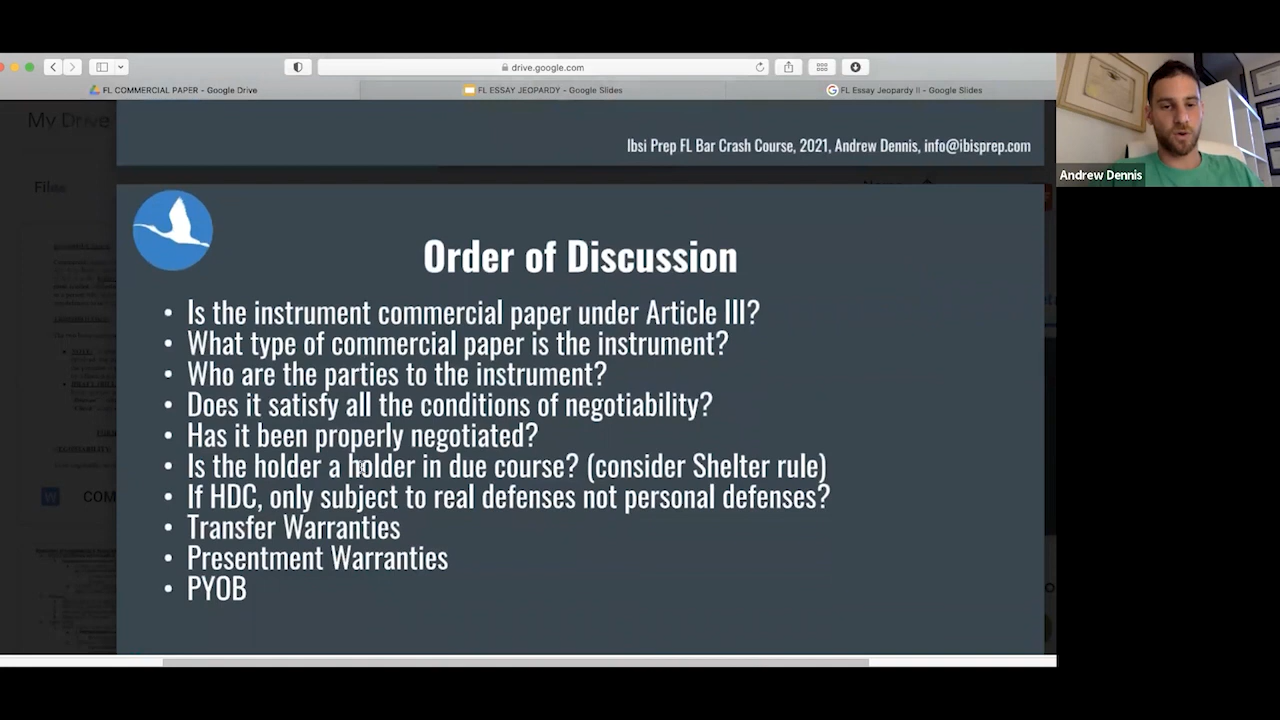 drive.google.com
FL COMMERCIAL PAPER - Google Drive
FL ESSAY JEOPARDY - Google Slides
FL Essay Jeopardy II - Google Slides
My Drive
Ibsi Prep FL Bar Crash Course, 2021, Andrew Dennis, info@ibisprep.com
Andrew Dennis
Files
Order of Discussion
• Is the instrument commercial paper under Article III?
• What type of commercial paper is the instrument?
• Who are the parties to the instrument?
• Does it satisfy all the conditions of negotiability?
• Has it been properly negotiated?
• Is the holder a holder in due course? (consider Shelter rule)
• If HDC, only subject to real defenses not personal defenses?
• Transfer Warranties
• Presentment Warranties
• PYOB
W COM